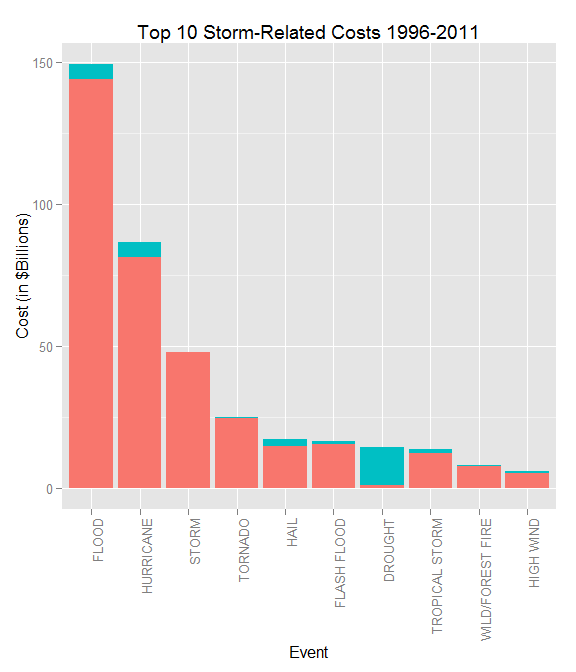 Top 10 Storm-Related Costs 1996-2011
Cost (in $Billions)
150
100
50
0
FLOOD
HURRICANE
STORM
TORNADO
HAIL
FLASH FLOOD
DROUGHT
TROPICAL STORM
WILD/FOREST FIRE
HIGH WIND
Event